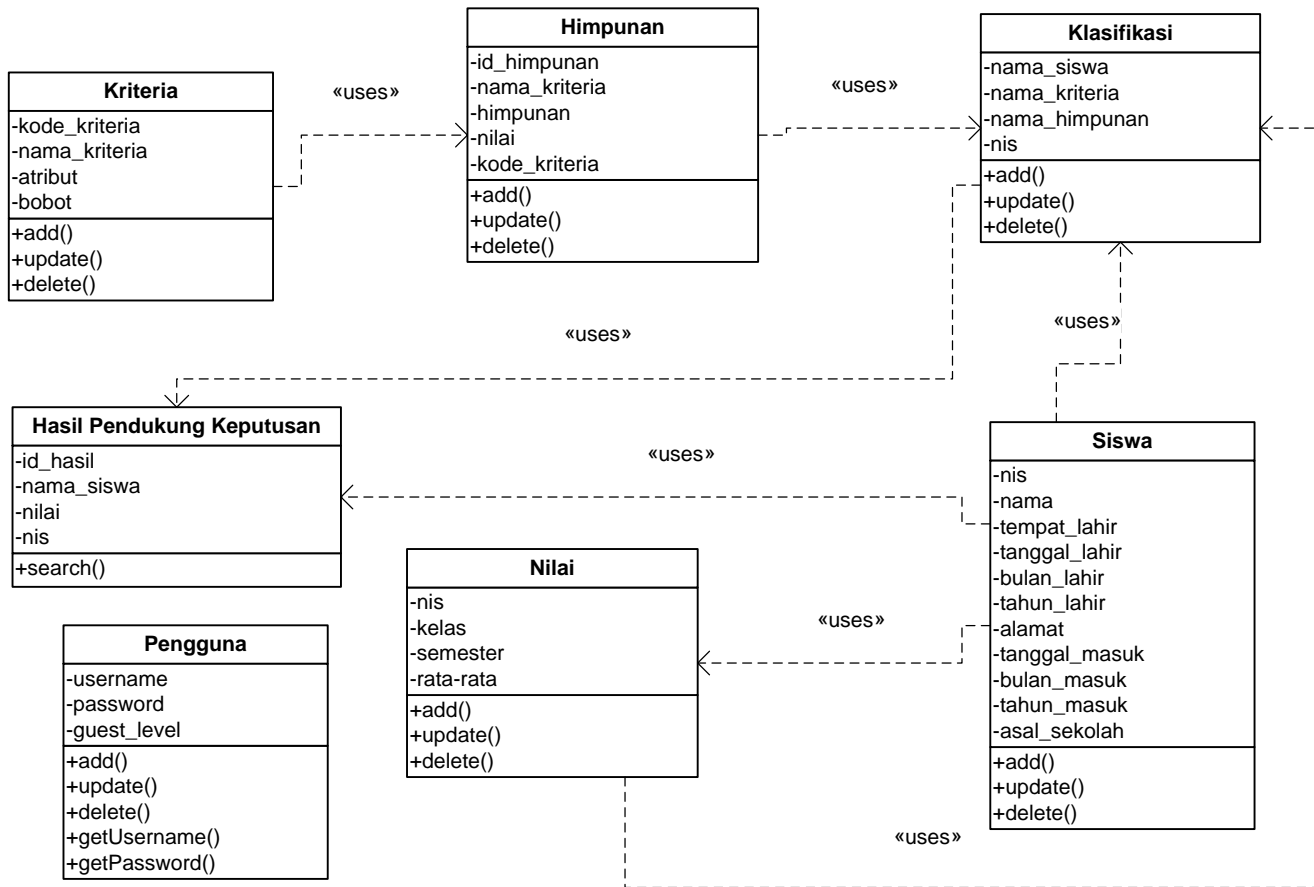 Kriteria
-kode_kriteria
-nama_kriteria
-atribut
-bobot
+add()
+update()
+delete()
«uses»
Himpunan
-id_himpunan
-nama_kriteria
-himpunan
-nilai
-kode_kriteria
+add()
+update()
+delete()
«uses»
Klasifikasi
-nama_siswa
-nama_kriteria
-nama_himpunan
-nis
+add()
+update()
+delete()
«uses»
«uses»
Hasil Pendukung Keputusan
-id_hasil
-nama_siswa
-nilai
-nis
+search()
«uses»
Siswa
-nis
-nama
-tempat_lahir
-tanggal_lahir
-bulan_lahir
-tahun_lahir
-alamat
-tanggal_masuk
-bulan_masuk
-tahun_masuk
-asal_sekolah
+add()
+update()
+delete()
Nilai
-nis
-kelas
-semester
-rata-rata
+add()
+update()
+delete()
«uses»
Pengguna
-username
-password
-guest_level
+add()
+update()
+delete()
+getUsername()
+getPassword()
«uses»